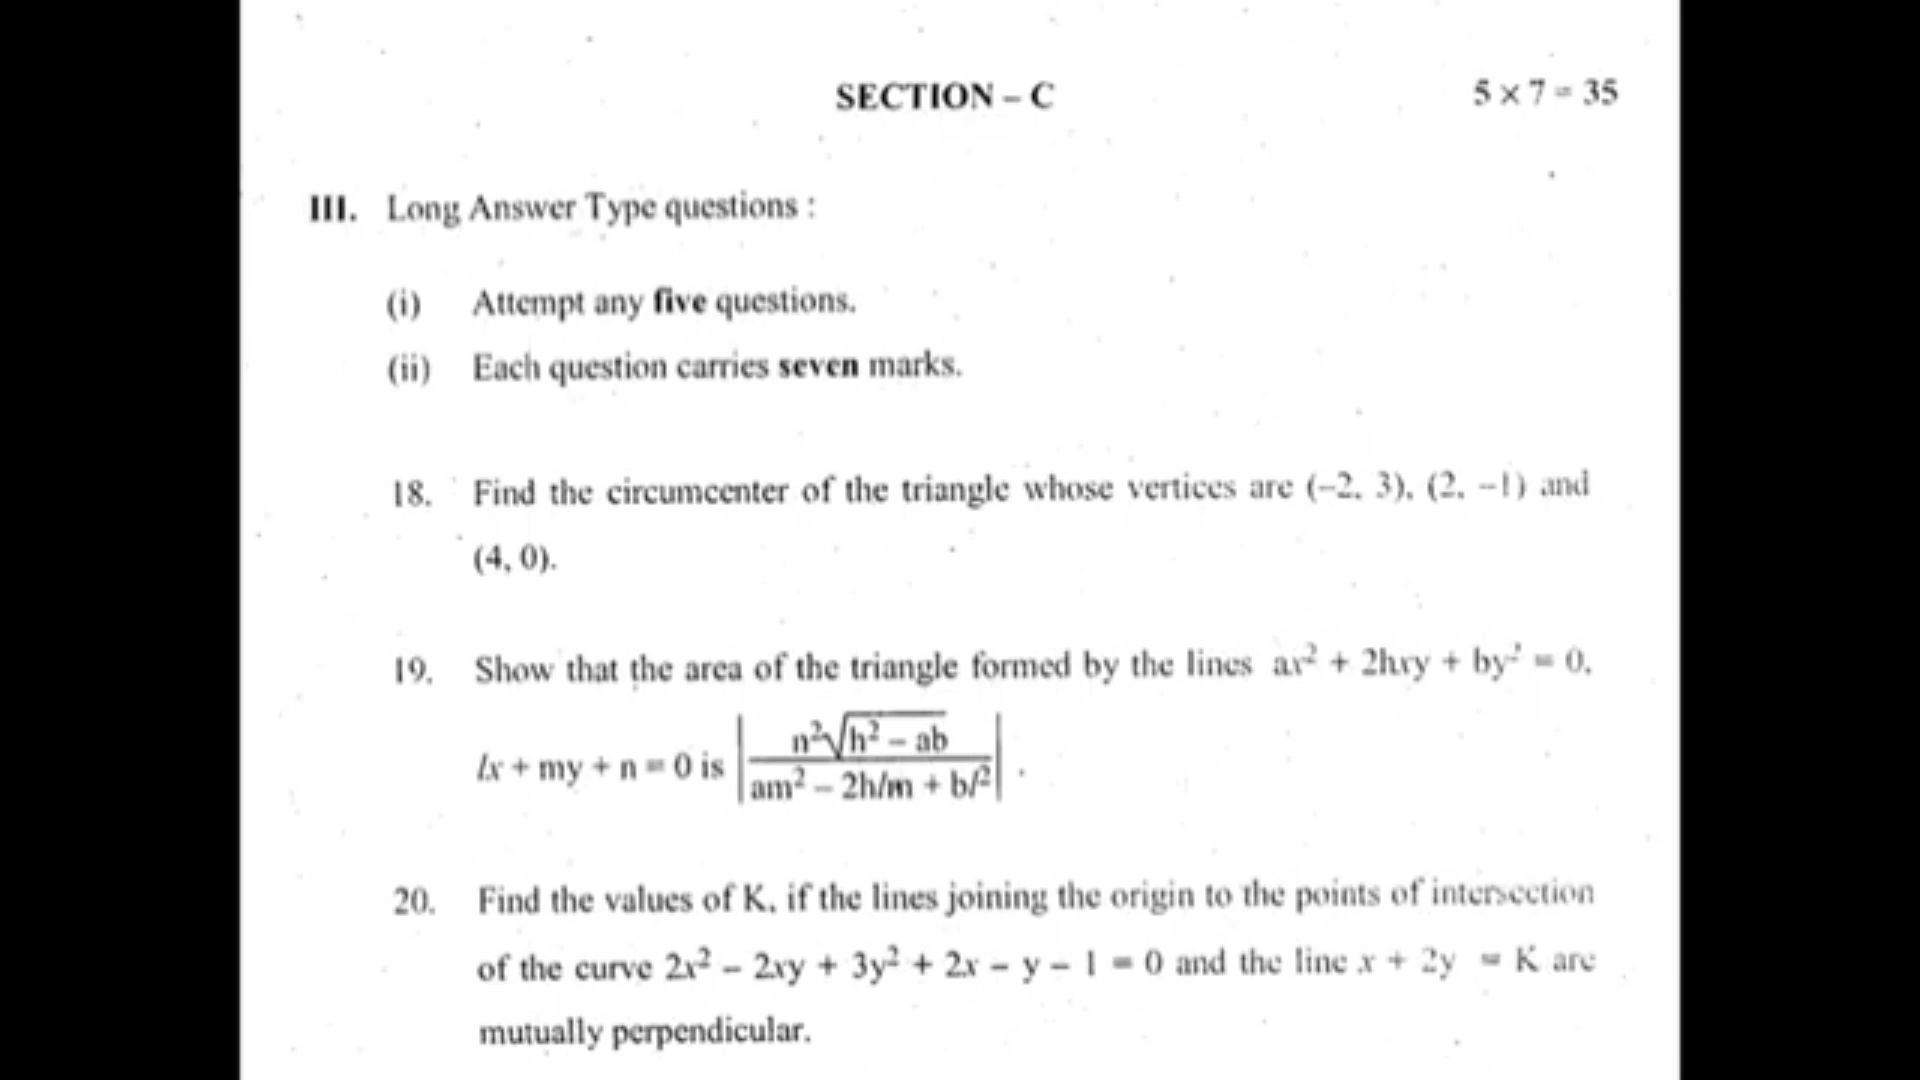 SECTION – C 5 × 7 = 35
III. Long Answer Type questions :
(i) Attempt any five questions.
(ii) Each question carries seven marks.
18. Find the circumcenter of the triangle whose vertices are (–2, 3), (2, –1) and
(4, 0).
19. Show that the area of the triangle formed by the lines ax² + 2hxy + by² = 0,
lx + my + n = 0 is | n²√(h² – ab) / (am² – 2hlm + bl²) | .
20. Find the values of K, if the lines joining the origin to the points of intersection
of the curve 2x² – 2xy + 3y² + 2x – y – 1 = 0 and the line x + 2y = K are
mutually perpendicular.